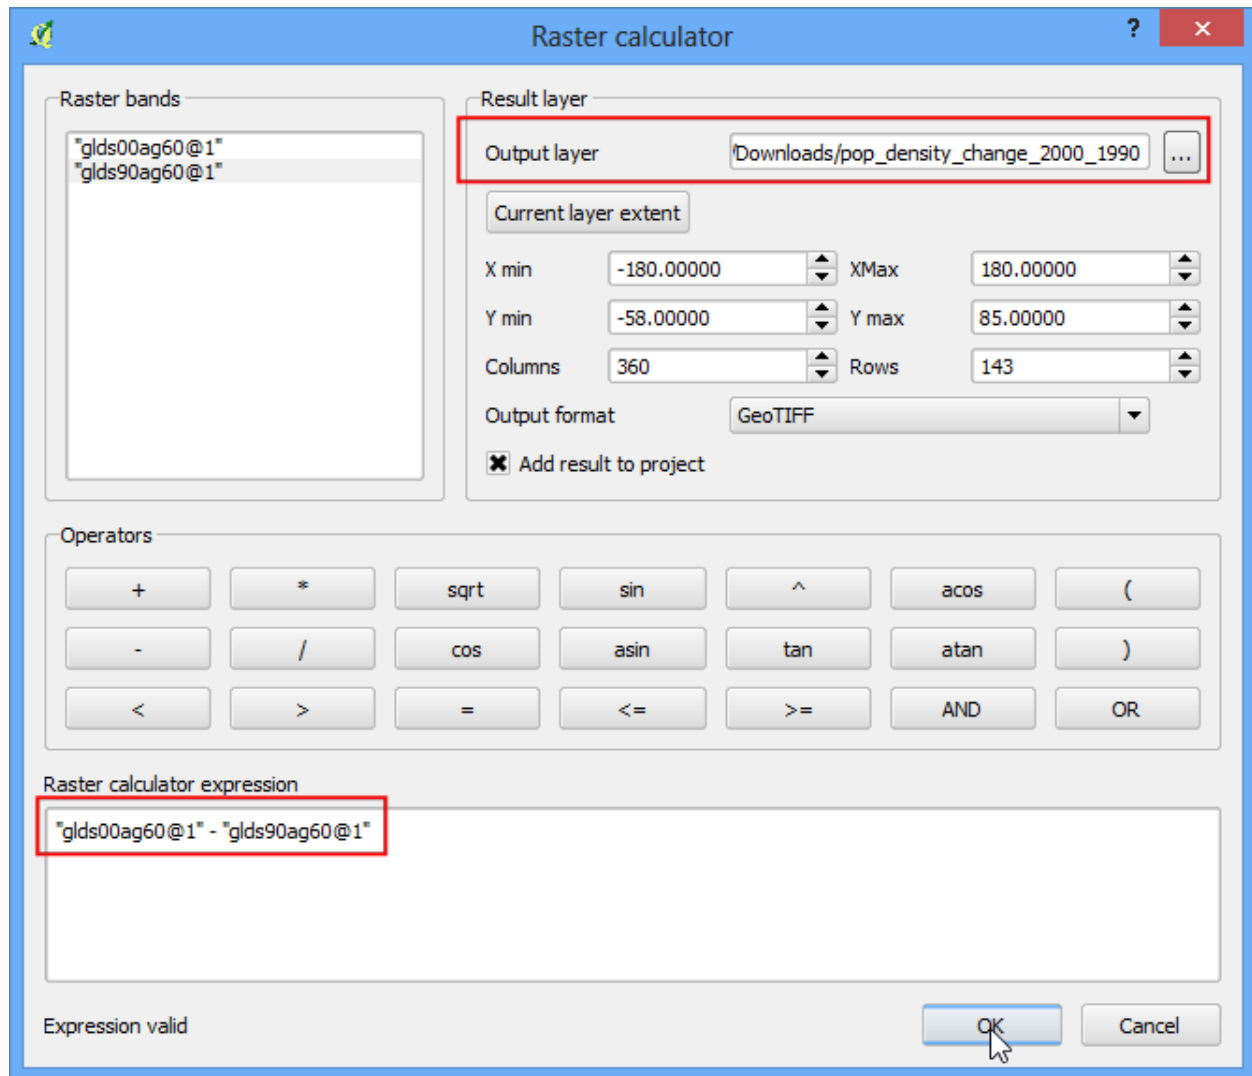 Raster calculator
?
Raster bands
"glds00ag60@1"
"glds90ag60@1"
Result layer
Output layer /Downloads/pop_density_change_2000_1990 ...
Current layer extent
X min -180.00000 XMax 180.00000
Y min -58.00000 Y max 85.00000
Columns 360 Rows 143
Output format GeoTIFF
Add result to project
Operators
+ * sqrt sin ^ acos (
- / cos asin tan atan )
< > = <= >= AND OR
Raster calculator expression
"glds00ag60@1" - "glds90ag60@1"
Expression valid OK Cancel